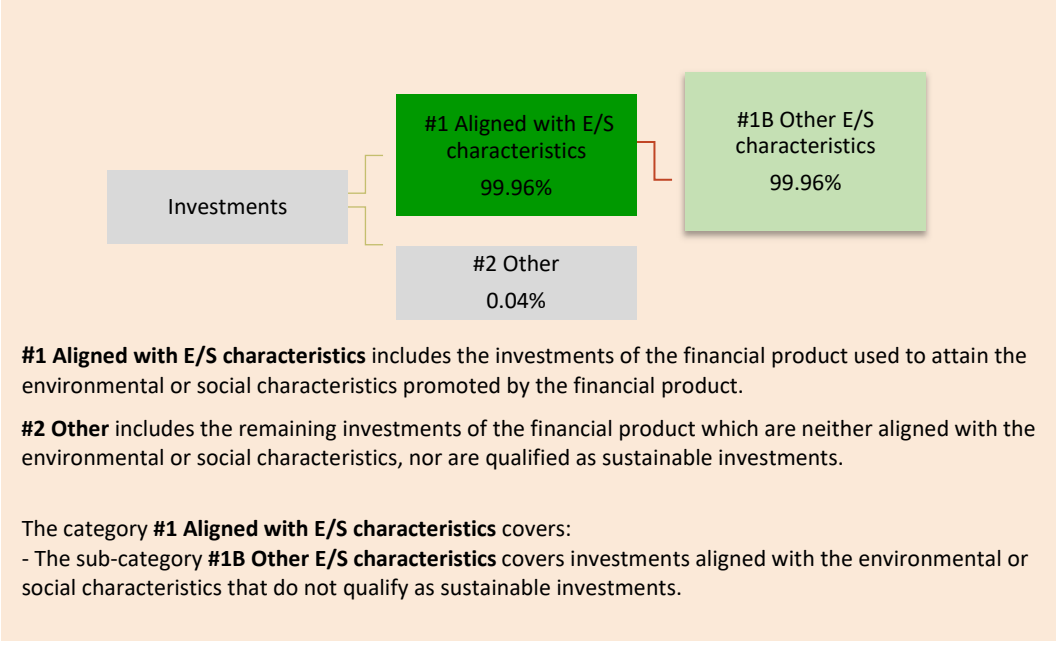 #1 Aligned with E/S
characteristics
99.96%
#1B Other E/S
characteristics
99.96%
Investments
#2 Other
0.04%
#1 Aligned with E/S characteristics includes the investments of the financial product used to attain the
environmental or social characteristics promoted by the financial product.
#2 Other includes the remaining investments of the financial product which are neither aligned with the
environmental or social characteristics, nor are qualified as sustainable investments.
The category #1 Aligned with E/S characteristics covers:
- The sub-category #1B Other E/S characteristics covers investments aligned with the environmental or
social characteristics that do not qualify as sustainable investments.